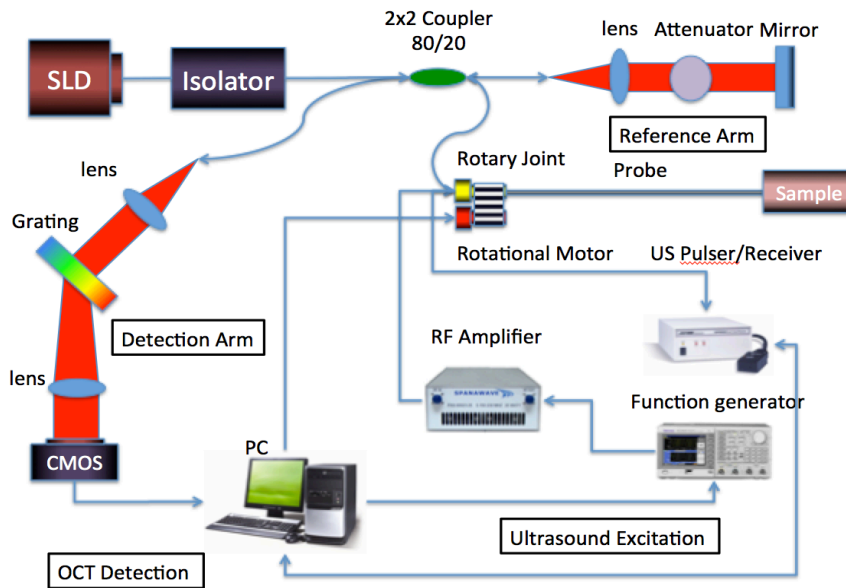 2x2 Coupler
80/20
lens
Attenuator
Mirror
SLD
Isolator
Reference Arm
lens
Rotary Joint
Probe
Sample
Grating
Rotational Motor
US Pulser/Receiver
Detection Arm
RF Amplifier
lens
SPANAWAVE
Function generator
CMOS
PC
Ultrasound Excitation
OCT Detection